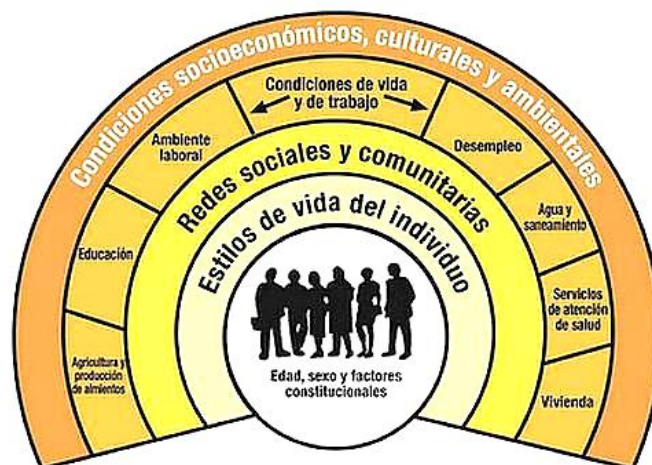 Condiciones socioeconómicos, culturales y ambientales
Condiciones de vida
y de trabajo
Ambiente
laboral
Desempleo
Educación
Agua y
saneamiento
Agricultura y
producción
de almientos
Servicios
de atención
de salud
Vivienda
Redes sociales y comunitarias
Estilos de vida del individuo
Edad, sexo y factores
constitucionales